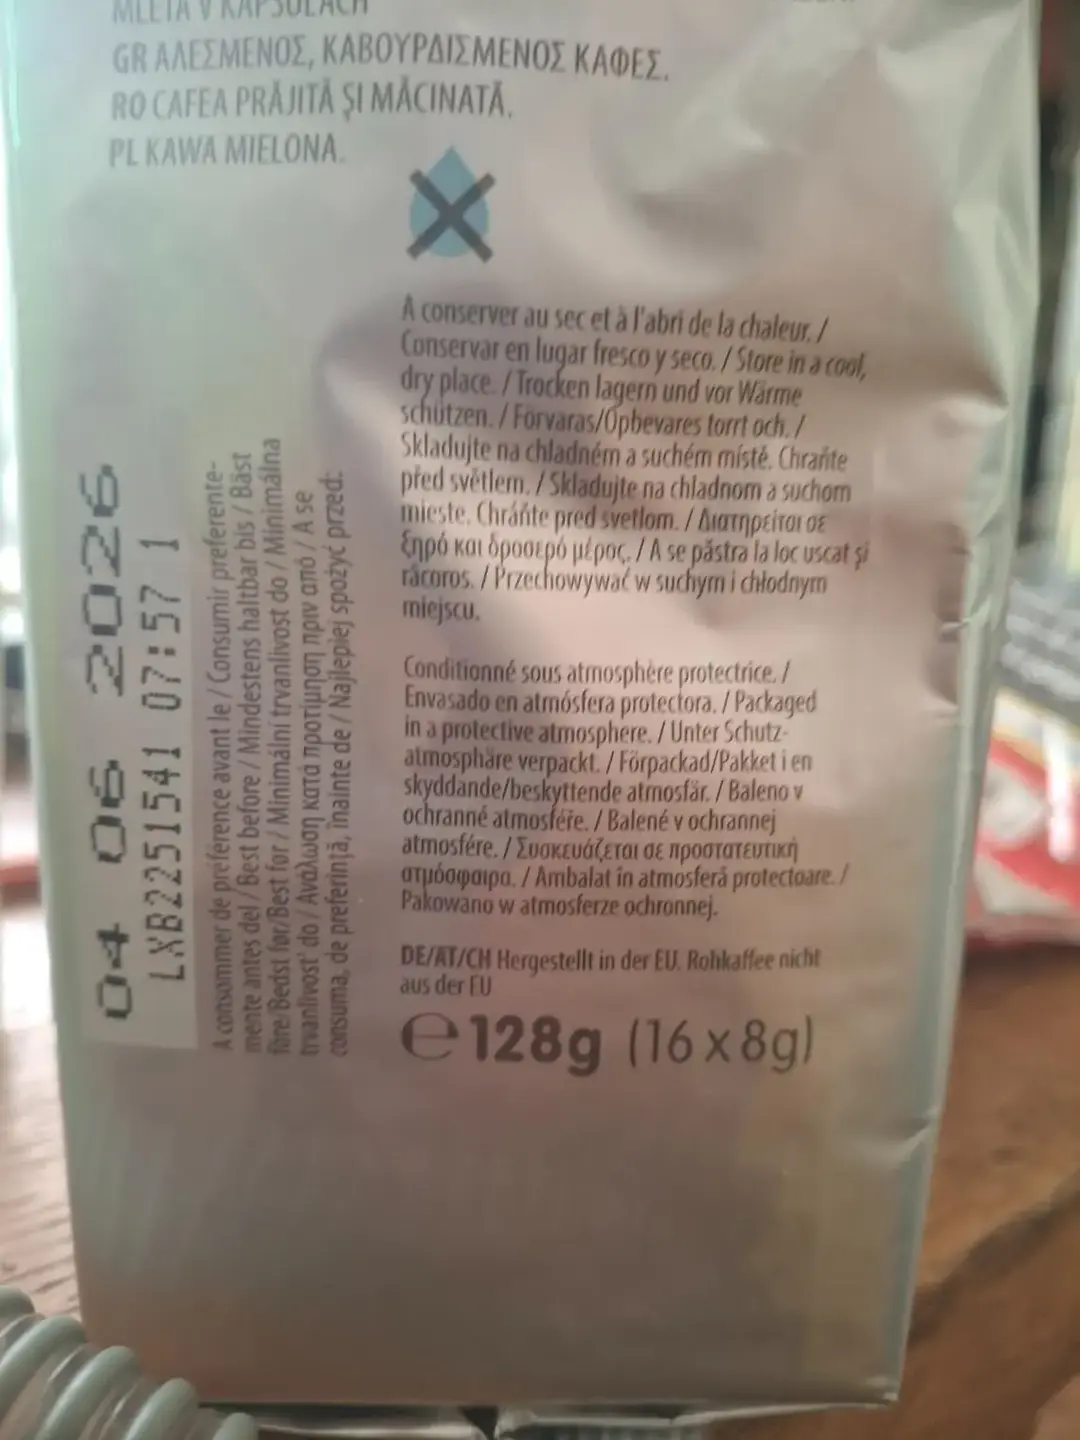 MLETÁ V KAPSULÁCH
GR ΑΛΕΣΜΕΝΟΣ, ΚΑΒΟΥΡΔΙΣΜΕΝΟΣ ΚΑΦΕΣ.
RO CAFEA PRĂJITĂ ȘI MĂCINATĂ.
PL KAWA MIELONA.
A conserver au sec et à l'abri de la chaleur. /
Conservar en lugar fresco y seco. / Store in a cool,
dry place. / Trocken lagern und vor Wärme
schützen. / Förvaras/Opbevares torrt och. /
Skladujte na chladném a suchém místě. Chraňte
před světlem. / Skladujte na chladnom a suchom
mieste. Chráňte pred svetlom. / Διατηρείται σε
ξηρό και δροσερό μέρος. / A se păstra la loc uscat și
răcoros. / Przechowywać w suchym i chłodnym
miejscu.
Conditionné sous atmosphère protectrice. /
Envasado en atmósfera protectora. / Packaged
in a protective atmosphere. / Unter Schutz-
atmosphäre verpackt. / Förpackad/Pakket i en
skyddande/beskyttende atmosfär. / Baleno v
ochranné atmosféře. / Balené v ochrannej
atmosfére. / Συσκευάζεται σε προστατευτική
ατμόσφαιρα. / Ambalat în atmosferă protectoare. /
Pakowano w atmosferze ochronnej.
DE/AT/CH Hergestellt in der EU. Rohkaffee nicht
aus der EU
℮ 128g (16 x 8g)
04 06 2026
LXB2251541 07:57 1
A consommer de préférence avant le / Consumir preferente-
mente antes del / Best before / Mindestens haltbar bis / Bäst
före/Bedst før/Best før / Minimální trvanlivost do / Minimálna
trvanlivosť do / Ανάλωση κατά προτίμηση πριν από / A se
consuma, de preferință, înainte de / Najlepiej spożyć przed: